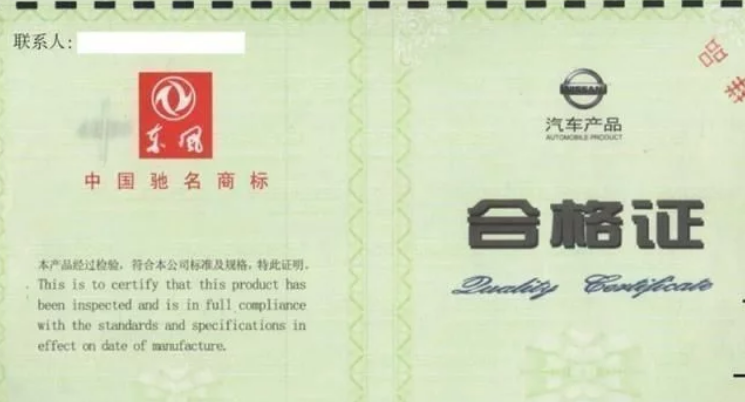 联系人:
东风
中国驰名商标
本产品经过检验，符合本公司标准及规格，特此证明。
This is to certify that this product has
been inspected and is in full compliance
with the standards and specifications in
effect on date of manufacture.
NISSAN
汽车产品
AUTOMOBILE PRODUCT
合格证
Quality Certificate
品